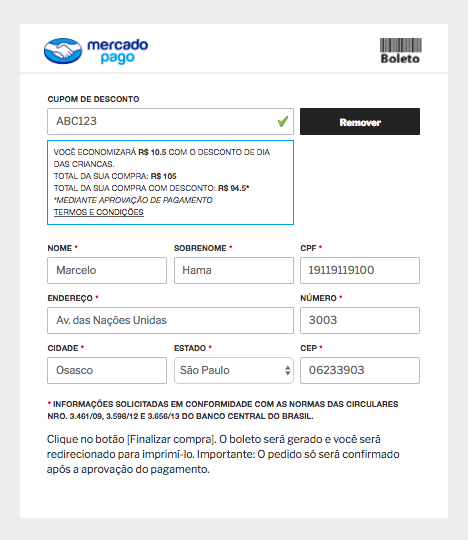 mercado
pago
Boleto
CUPOM DE DESCONTO
ABC123
Remover
VOCÊ ECONOMIZARÁ R$ 10.5 COM O DESCONTO DE DIA
DAS CRIANCAS.
TOTAL DA SUA COMPRA: R$ 105
TOTAL DA SUA COMPRA COM DESCONTO: R$ 94.5*
*MEDIANTE APROVAÇÃO DE PAGAMENTO
TERMOS E CONDIÇÕES
NOME * SOBRENOME * CPF *
Marcelo Hama 19119119100
ENDEREÇO * NÚMERO *
Av. das Nações Unidas 3003
CIDADE * ESTADO * CEP *
Osasco São Paulo 06233903
* INFORMAÇÕES SOLICITADAS EM CONFORMIDADE COM AS NORMAS DAS CIRCULARES
NRO. 3.461/09, 3.598/12 E 3.656/13 DO BANCO CENTRAL DO BRASIL.
Clique no botão [Finalizar compra]. O boleto será gerado e você será
redirecionado para imprimí-lo. Importante: O pedido só será confirmado
após a aprovação do pagamento.